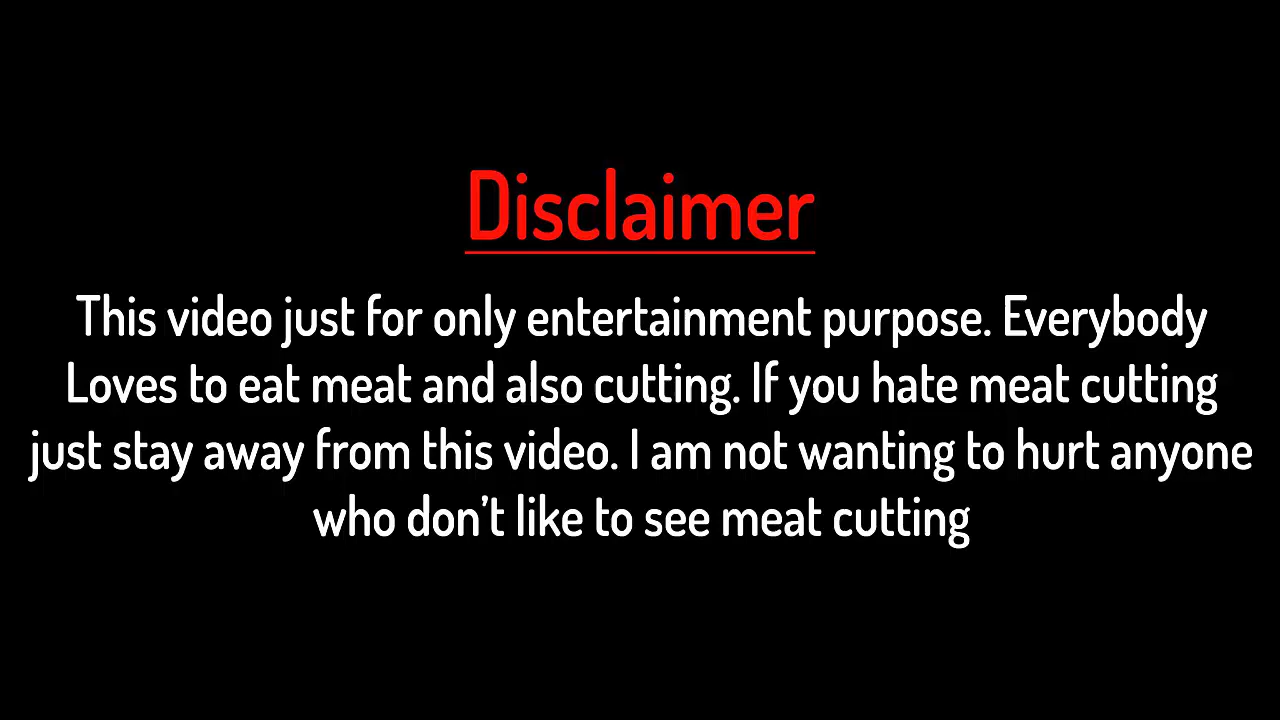 Disclaimer
This video just for only entertainment purpose. Everybody
Loves to eat meat and also cutting. If you hate meat cutting
just stay away from this video. I am not wanting to hurt anyone
who don’t like to see meat cutting